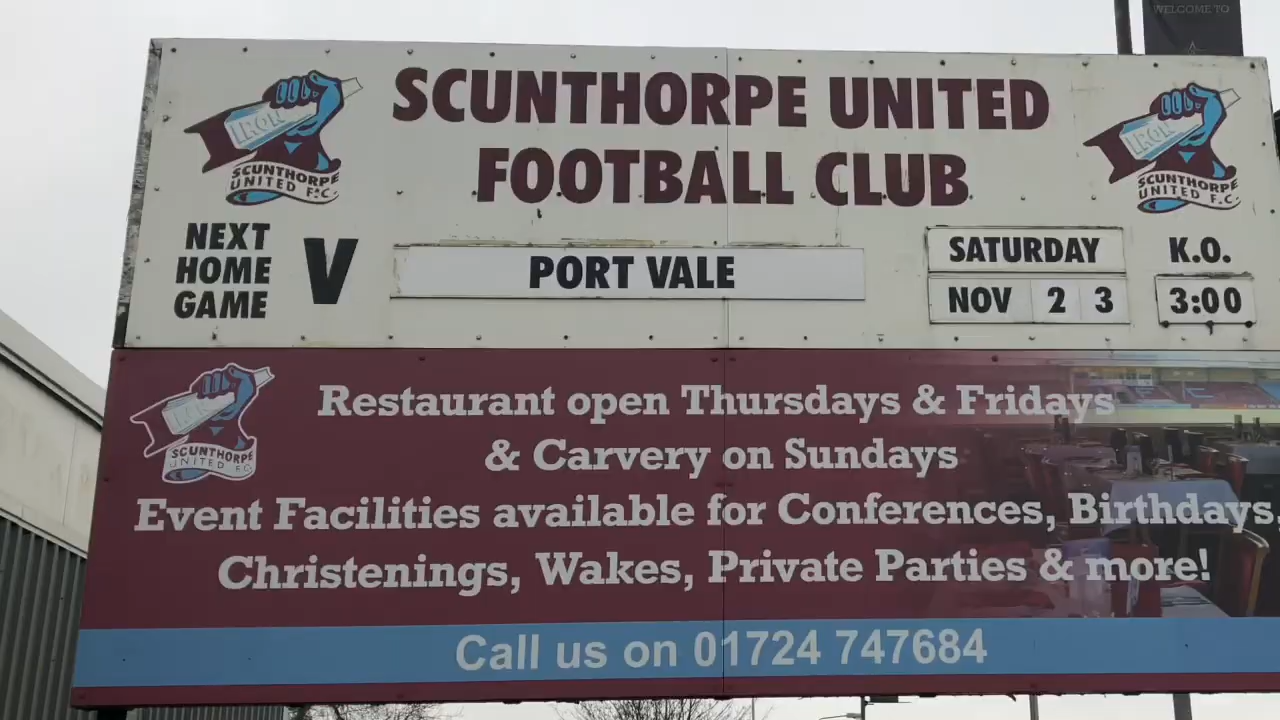 WELCOME TO
SCUNTHORPE UNITED
FOOTBALL CLUB
IRON
SCUNTHORPE
UNITED F.C.
IRON
SCUNTHORPE
UNITED F.C.
NEXT
HOME
GAME
V
PORT VALE
SATURDAY
NOV 2 3
K.O.
3:00
IRON
SCUNTHORPE
UNITED FC
Restaurant open Thursdays & Fridays
& Carvery on Sundays
Event Facilities available for Conferences, Birthdays,
Christenings, Wakes, Private Parties & more!
Call us on 01724 747684